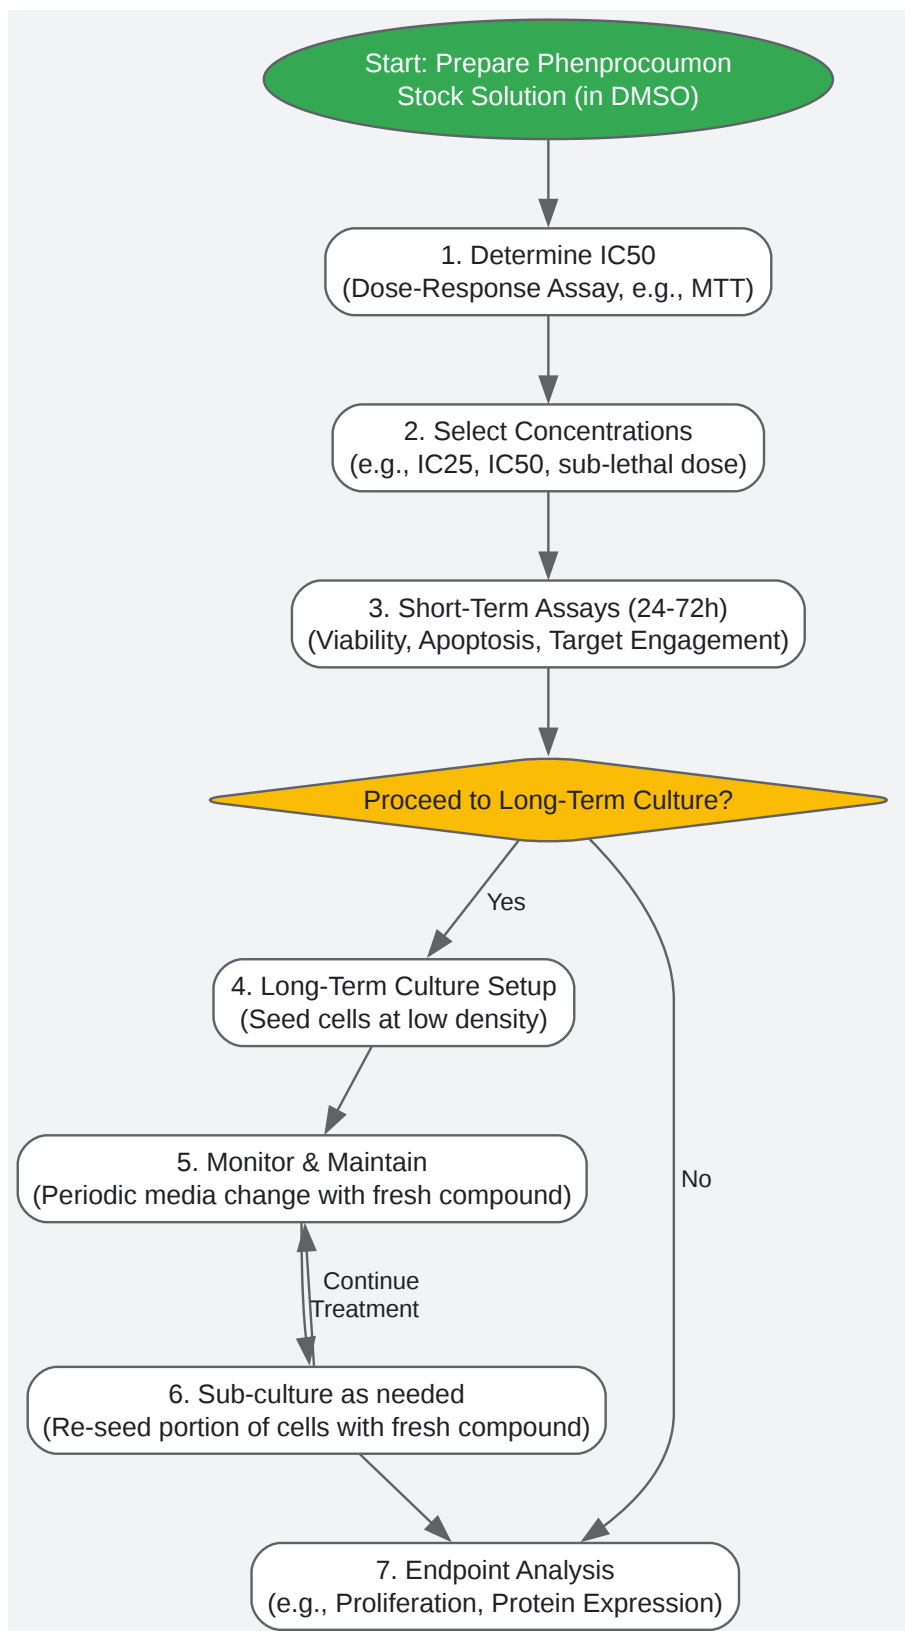 Start: Prepare Phenprocoumon
Stock Solution (in DMSO)
1. Determine IC50
(Dose-Response Assay, e.g., MTT)
2. Select Concentrations
(e.g., IC25, IC50, sub-lethal dose)
3. Short-Term Assays (24-72h)
(Viability, Apoptosis, Target Engagement)
Proceed to Long-Term Culture?
Yes
4. Long-Term Culture Setup
(Seed cells at low density)
5. Monitor & Maintain
(Periodic media change with fresh compound)
No
Continue
Treatment
6. Sub-culture as needed
(Re-seed portion of cells with fresh compound)
7. Endpoint Analysis
(e.g., Proliferation, Protein Expression)